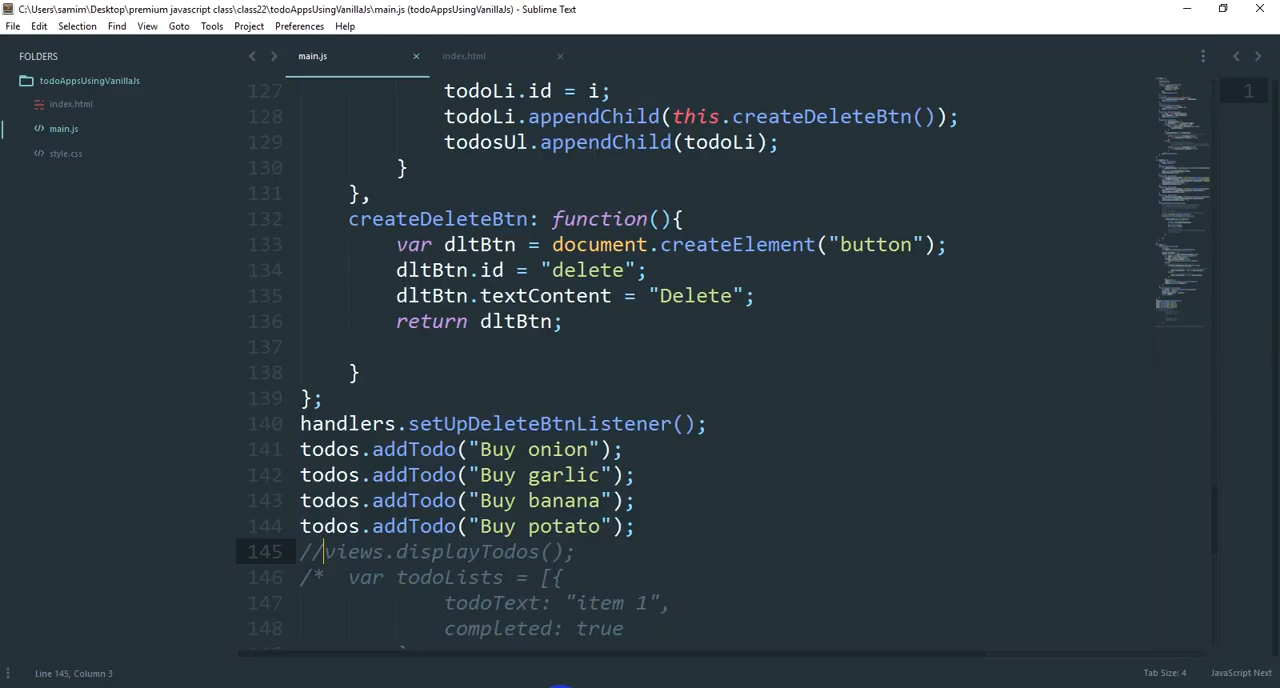 C:\Users\samim\Desktop\premium javascript class\class22\todoAppsUsingVanillaJs\main.js (todoAppsUsingVanillaJs) - Sublime Text
File Edit Selection Find View Goto Tools Project Preferences Help
FOLDERS
todoAppsUsingVanillaJs
index.html
main.js
style.css
main.js index.html
127 todoLi.id = i;
128 todoLi.appendChild(this.createDeleteBtn());
129 todosUl.appendChild(todoLi);
130 }
131 },
132 createDeleteBtn: function(){
133 var dltBtn = document.createElement("button");
134 dltBtn.id = "delete";
135 dltBtn.textContent = "Delete";
136 return dltBtn;
137
138 }
139 };
140 handlers.setUpDeleteBtnListener();
141 todos.addTodo("Buy onion");
142 todos.addTodo("Buy garlic");
143 todos.addTodo("Buy banana");
144 todos.addTodo("Buy potato");
145 //views.displayTodos();
146 /* var todoLists = [{
147 todoText: "item 1",
148 completed: true
1
Line 145, Column 3
Tab Size: 4 JavaScript Next